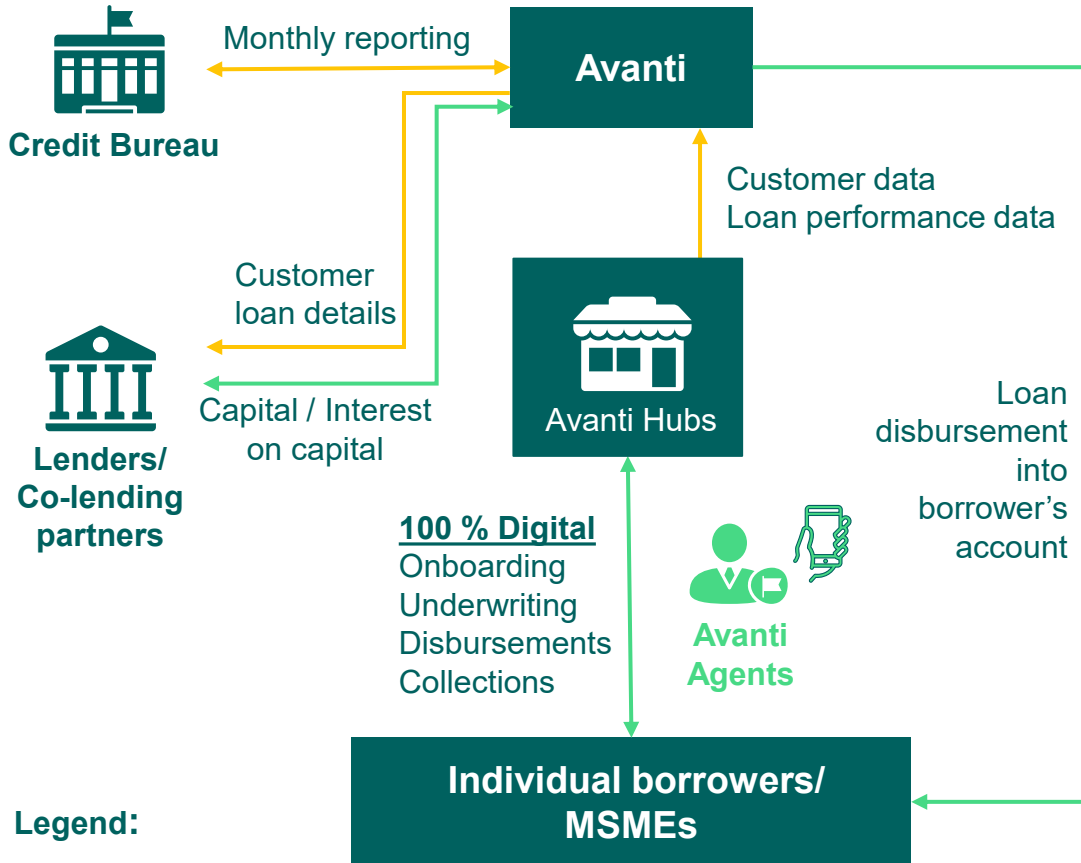 Monthly reporting
Avanti
Credit Bureau
Customer data
Loan performance data
Customer
loan details
Avanti Hubs
Capital / Interest
on capital
Lenders/
Co-lending
partners
Loan
disbursement
into
borrower’s
account
100 % Digital
Onboarding
Underwriting
Disbursements
Collections
Avanti
Agents
Individual borrowers/
MSMEs
Legend: